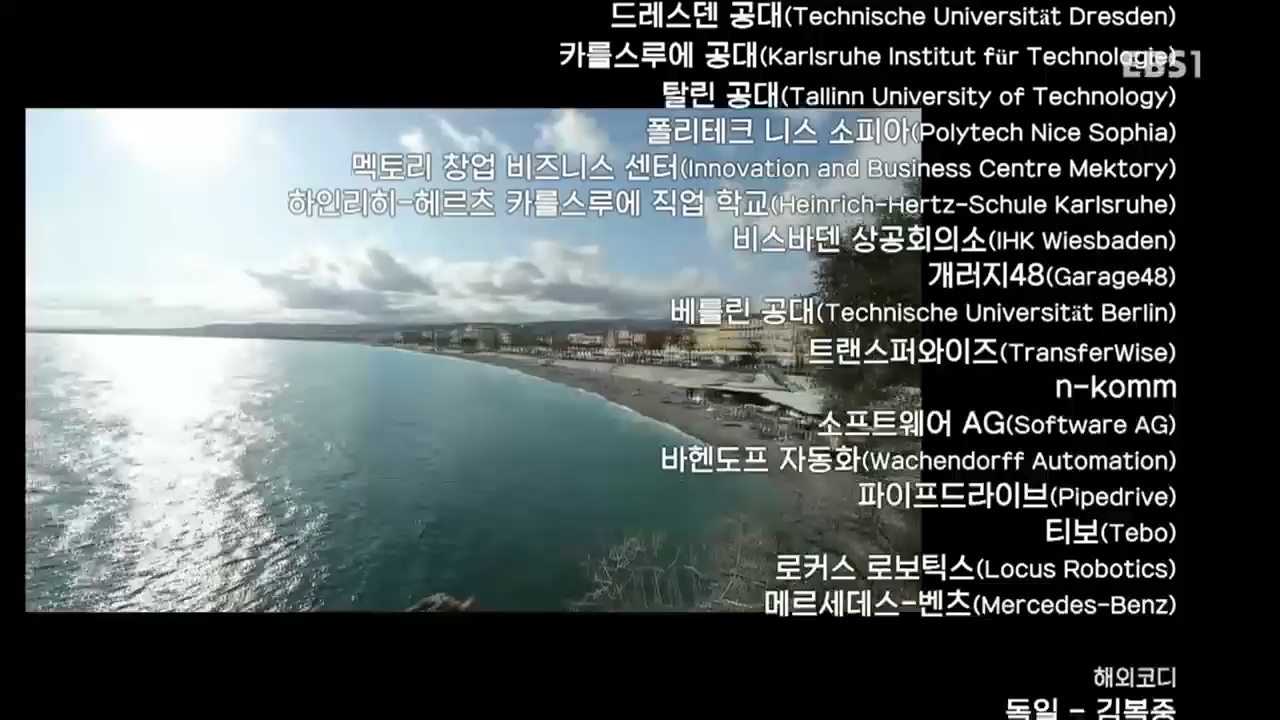 드레스덴 공대(Technische Universität Dresden)
카를스루에 공대(Karlsruhe Institut für Technologie)
EBS1
탈린 공대(Tallinn University of Technology)
폴리테크 니스 소피아(Polytech Nice Sophia)
멕토리 창업 비즈니스 센터(Innovation and Business Centre Mektory)
하인리히-헤르츠 카를스루에 직업 학교(Heinrich-Hertz-Schule Karlsruhe)
비스바덴 상공회의소(IHK Wiesbaden)
개러지48(Garage48)
베를린 공대(Technische Universität Berlin)
트랜스퍼와이즈(TransferWise)
n-komm
소프트웨어 AG(Software AG)
바헨도프 자동화(Wachendorff Automation)
파이프드라이브(Pipedrive)
티보(Tebo)
로커스 로보틱스(Locus Robotics)
메르세데스-벤츠(Mercedes-Benz)
해외코디
독일 - 김복중